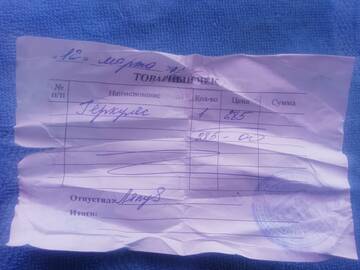 "12" марта
ТОВАРНЫЙ ЧЕК
№ п/п Наименование Кол-во Цена Сумма
Геркулес 1 285
285-00
Отпустил
Итого: